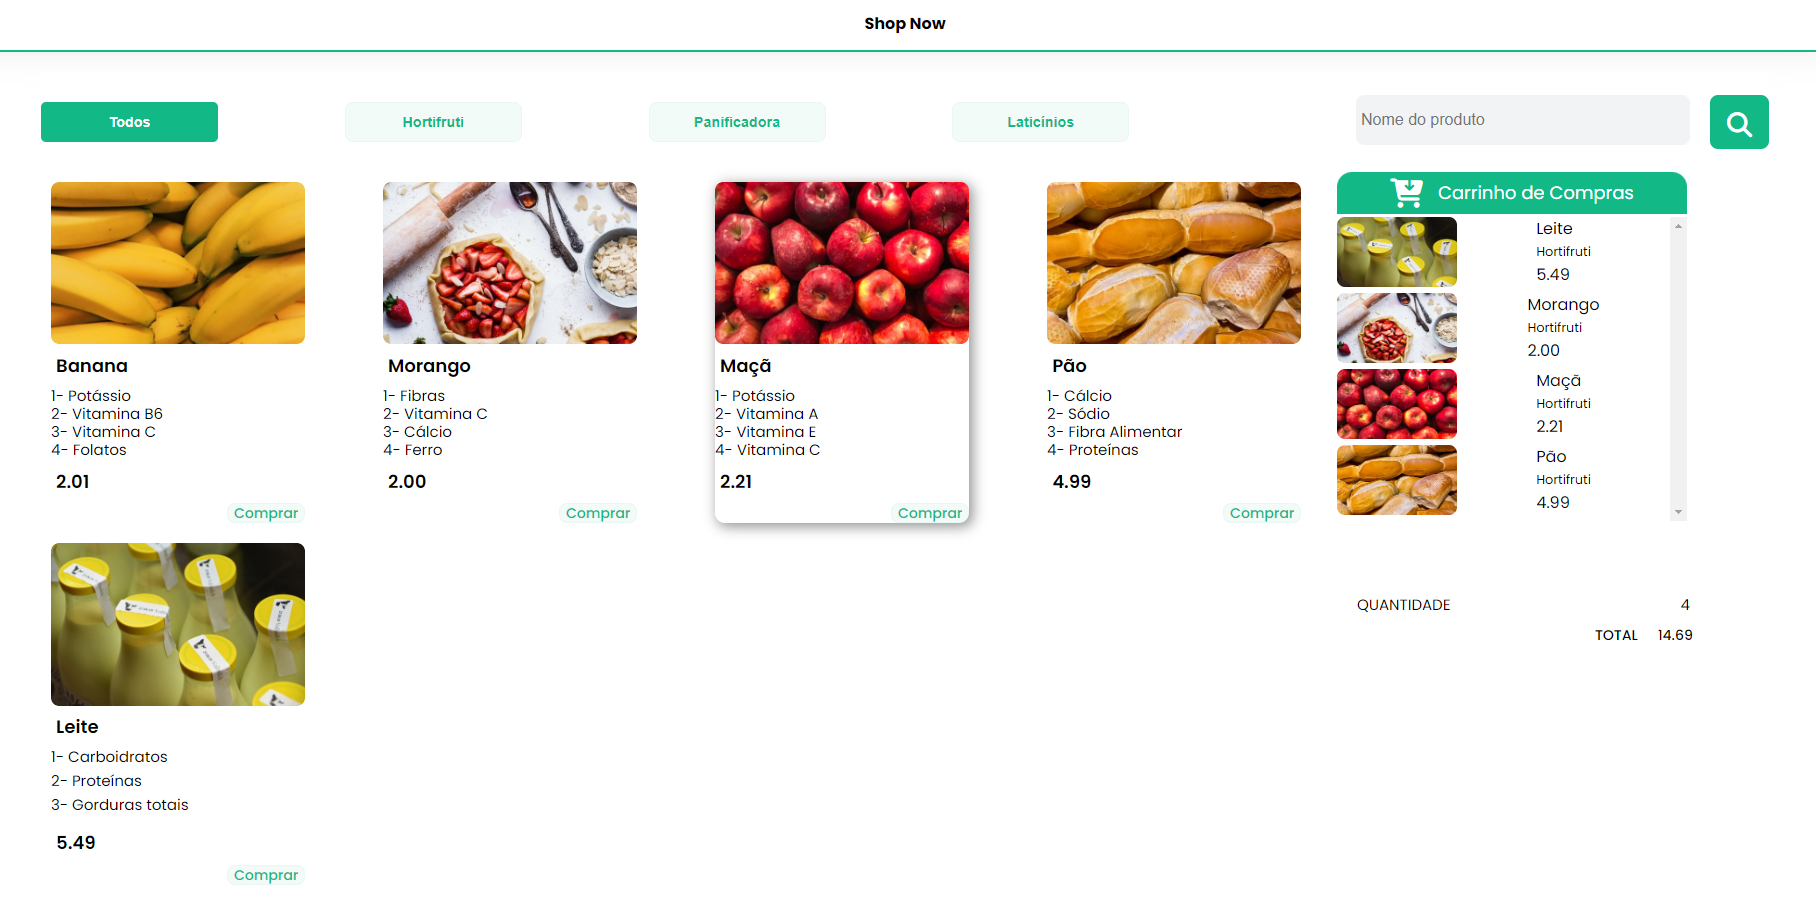 Shop Now
Todos
Hortifruti
Panificadora
Laticínios
Nome do produto
Banana
1- Potássio
2- Vitamina B6
3- Vitamina C
4- Folatos
2.01
Comprar
Morango
1- Fibras
2- Vitamina C
3- Cálcio
4- Ferro
2.00
Comprar
Maçã
1- Potássio
2- Vitamina A
3- Vitamina E
4- Vitamina C
2.21
Comprar
Pão
1- Cálcio
2- Sódio
3- Fibra Alimentar
4- Proteínas
4.99
Comprar
Leite
1- Carboidratos
2- Proteínas
3- Gorduras totais
5.49
Comprar
Carrinho de Compras
Leite
Hortifruti
5.49
Morango
Hortifruti
2.00
Maçã
Hortifruti
2.21
Pão
Hortifruti
4.99
QUANTIDADE 4
TOTAL 14.69